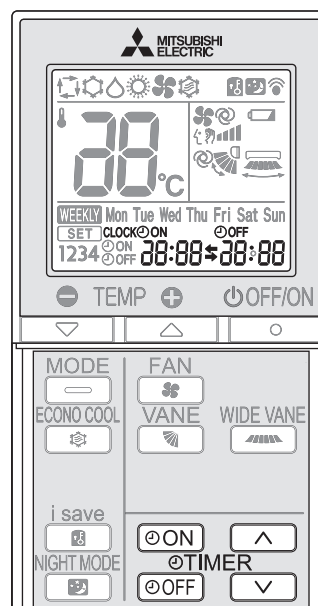 MITSUBISHI
ELECTRIC
88°C
WEEKLY Mon Tue Wed Thu Fri Sat Sun
SET CLOCK ON OFF
1234 ON OFF 88:88 88:88
TEMP OFF/ON
MODE FAN
ECONO COOL VANE WIDE VANE
i save
ON
NIGHT MODE TIMER
OFF